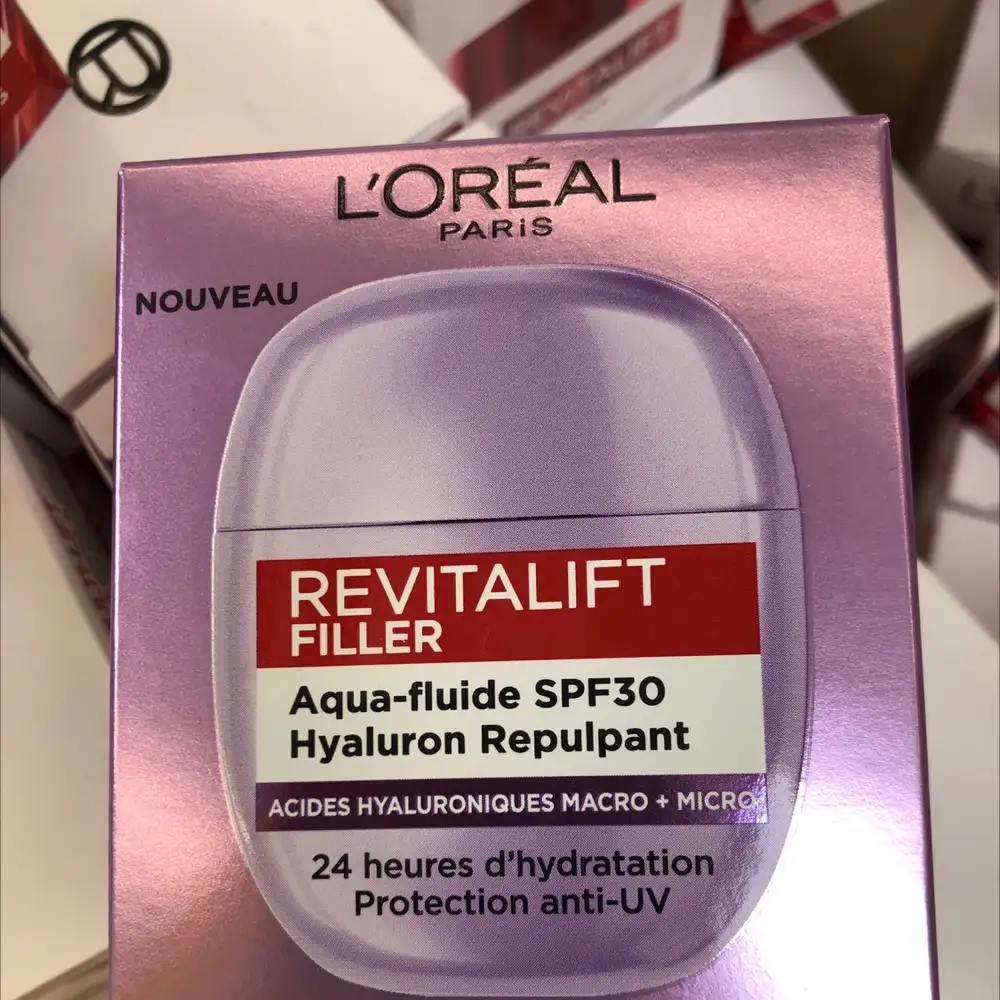 REVITALIFT
L'ORÉAL
PARiS
NOUVEAU
REVITALIFT
FILLER
Aqua-fluide SPF30
Hyaluron Repulpant
ACIDES HYALURONIQUES MACRO + MICRO
24 heures d'hydratation
Protection anti-UV